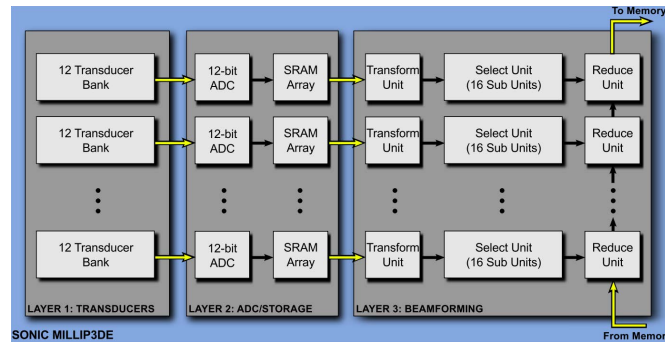 To Memory
12 Transducer
Bank
12-bit
ADC
SRAM
Array
Transform
Unit
Select Unit
(16 Sub Units)
Reduce
Unit
12 Transducer
Bank
12-bit
ADC
SRAM
Array
Transform
Unit
Select Unit
(16 Sub Units)
Reduce
Unit
12 Transducer
Bank
12-bit
ADC
SRAM
Array
Transform
Unit
Select Unit
(16 Sub Units)
Reduce
Unit
LAYER 1: TRANSDUCERS
LAYER 2: ADC/STORAGE
LAYER 3: BEAMFORMING
SONIC MILLIP3DE
From Memor